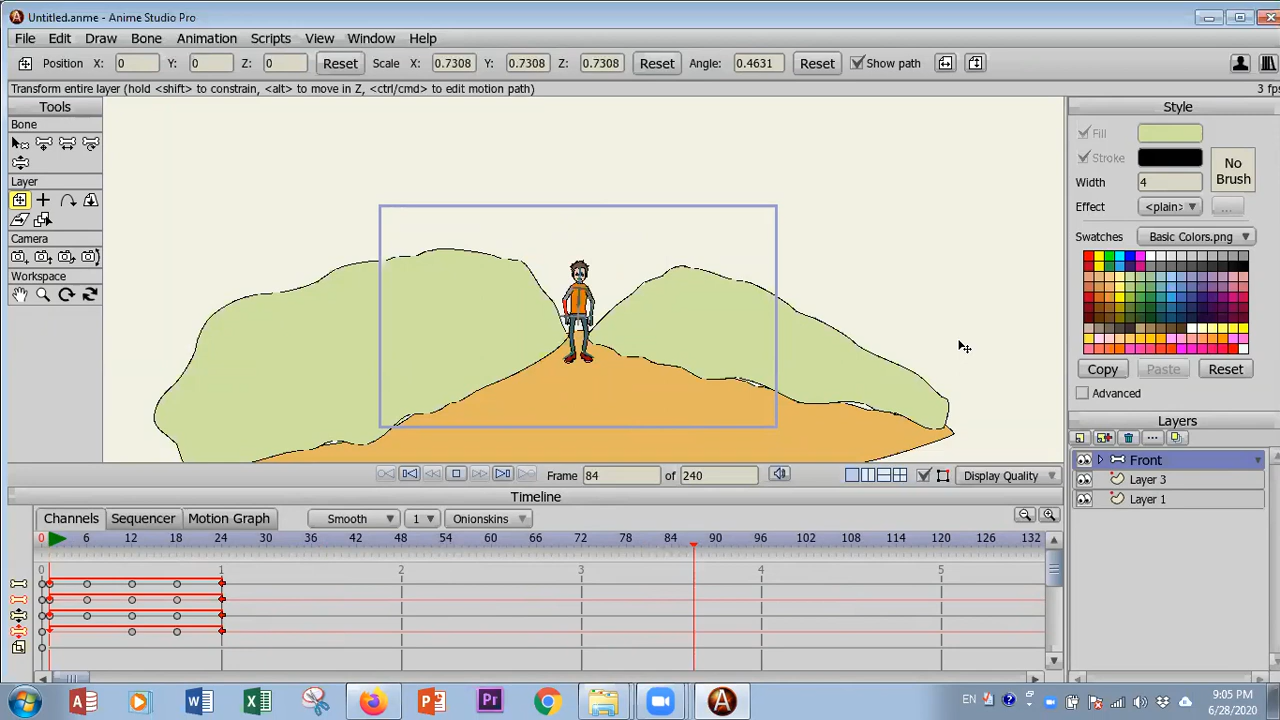 Untitled.anme - Anime Studio Pro
File Edit Draw Bone Animation Scripts View Window Help
Position X: 0 Y: 0 Z: 0 Reset Scale X: 0.7308 Y: 0.7308 Z: 0.7308 Reset Angle: 0.4631 Reset Show path
Transform entire layer (hold <shift> to constrain, <alt> to move in Z, <ctrl/cmd> to edit motion path)
3 fps
Tools
Bone
Layer
Camera
Workspace
Style
Fill
Stroke
No Brush
Width 4
Effect <plain> ...
Swatches Basic Colors.png
Copy Paste Reset
Advanced
Layers
Front
Layer 3
Layer 1
Frame 84 of 240 Display Quality
Timeline
Channels Sequencer Motion Graph Smooth 1 Onionskins
0 6 12 18 24 30 36 42 48 54 60 66 72 78 84 90 96 102 108 114 120 126 132
0 1 2 3 4 5
W P Pr A
EN
9:05 PM
6/28/2020